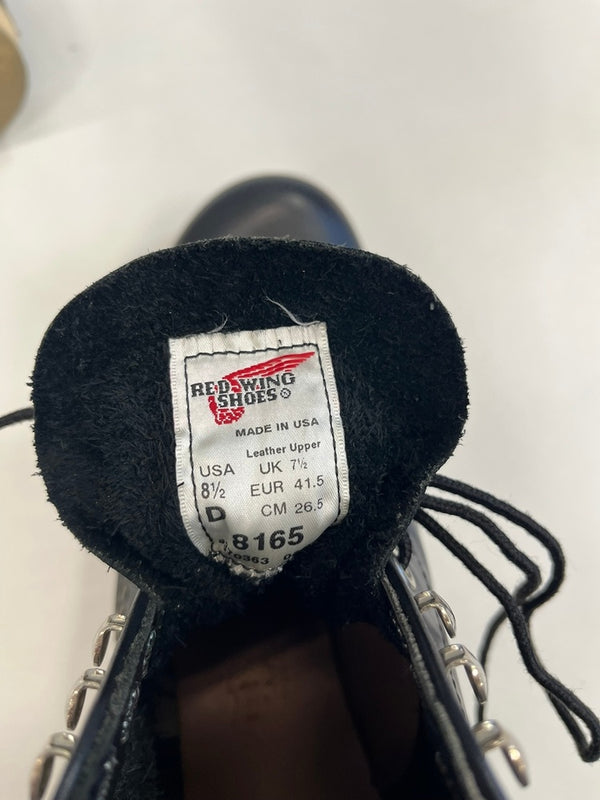 RED WING
SHOES ®
MADE IN USA
Leather Upper
USA UK 7½
8½ EUR 41.5
D CM 26.5
8165